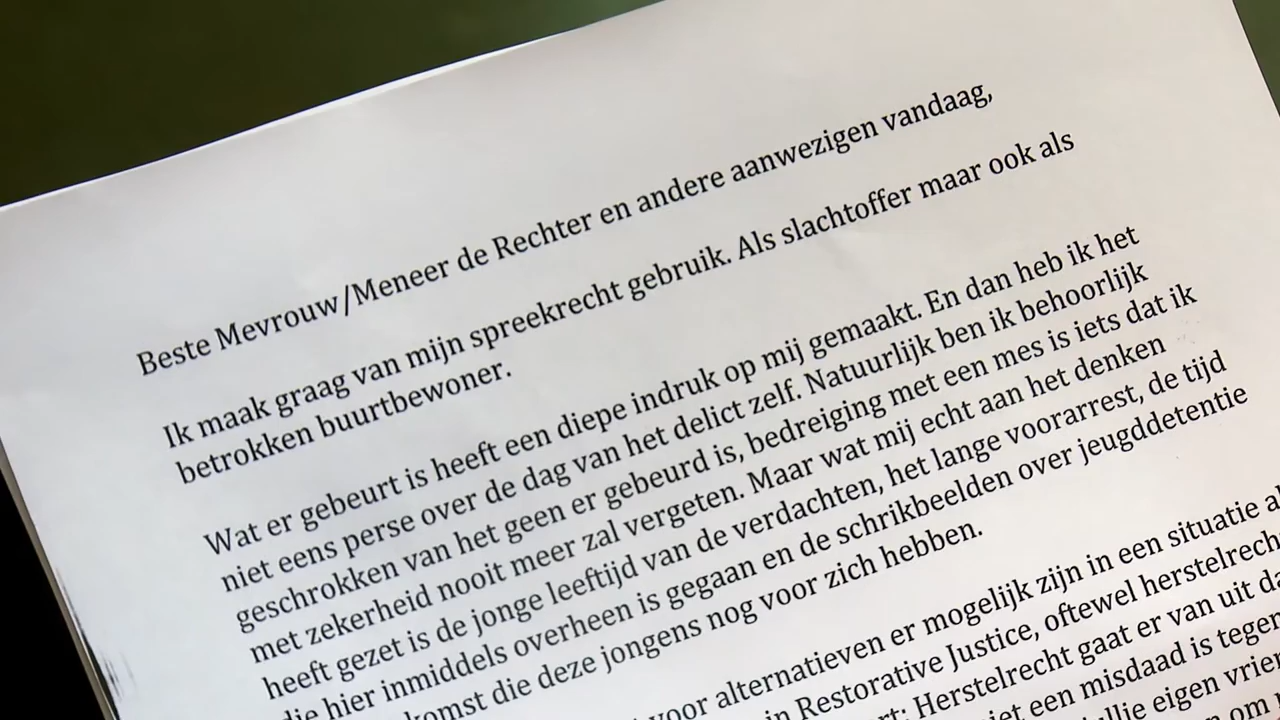 Beste Mevrouw/Meneer de Rechter en andere aanwezigen vandaag,
Ik maak graag van mijn spreekrecht gebruik. Als slachtoffer maar ook als
betrokken buurtbewoner.
Wat er gebeurt is heeft een diepe indruk op mij gemaakt. En dan heb ik het
niet eens perse over de dag van het delict zelf. Natuurlijk ben ik behoorlijk
geschrokken van het geen er gebeurd is, bedreiging met een mes is iets dat ik
met zekerheid nooit meer zal vergeten. Maar wat mij echt aan het denken
heeft gezet is de jonge leeftijd van de verdachten, het lange voorarrest, de tijd
die hier inmiddels overheen is gegaan en de schrikbeelden over jeugddetentie
die deze jongens nog voor zich hebben.
voor alternatieven er mogelijk zijn in een situatie
in Restorative Justice, oftewel
Herstelrecht gaat er van uit
een misdaad is
eigen
om